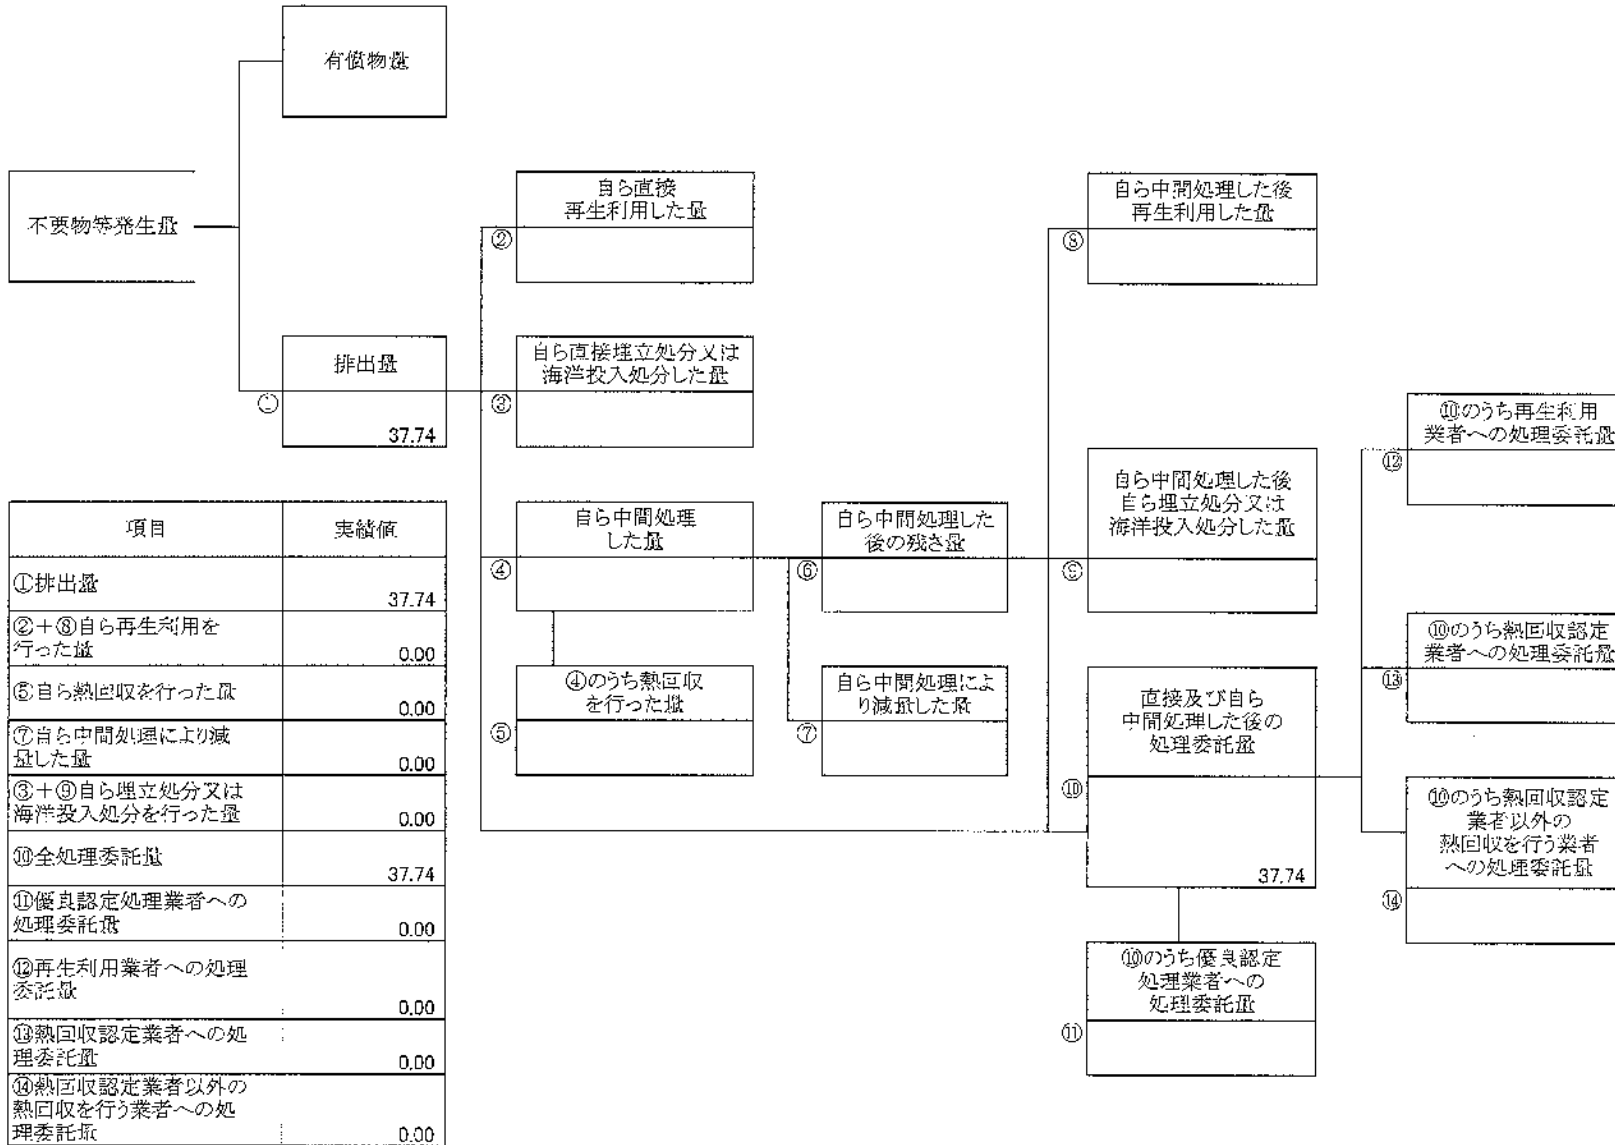 有償物量
不要物等発生量
自ら直接
再生利用した量
②
自ら中間処理した後
再生利用した量
⑧
排出量
①
37.74
自ら直接埋立処分又は
海洋投入処分した量
③
⑩のうち再生利用
業者への処理委託量
⑫
自ら中間処理
した量
④
自ら中間処理した
後の残さ量
⑥
自ら中間処理した後
自ら埋立処分又は
海洋投入処分した量
⑨
④のうち熱回収
を行った量
⑤
自ら中間処理によ
り減量した量
⑦
直接及び自ら
中間処理した後の
処理委託量
⑩
37.74
⑩のうち熱回収認定
業者への処理委託量
⑬
⑩のうち熱回収認定
業者以外の
熱回収を行う業者
への処理委託量
⑭
⑩のうち優良認定
処理業者への
処理委託量
⑪
項目 実績値
①排出量 37.74
②+⑧自ら再生利用を
行った量 0.00
⑤自ら熱回収を行った量 0.00
⑦自ら中間処理により減
量した量 0.00
③+⑨自ら埋立処分又は
海洋投入処分を行った量 0.00
⑩全処理委託量 37.74
⑪優良認定処理業者への
処理委託量 0.00
⑫再生利用業者への処理
委託量 0.00
⑬熱回収認定業者への処
理委託量 0.00
⑭熱回収認定業者以外の
熱回収を行う業者への処
理委託量 0.00